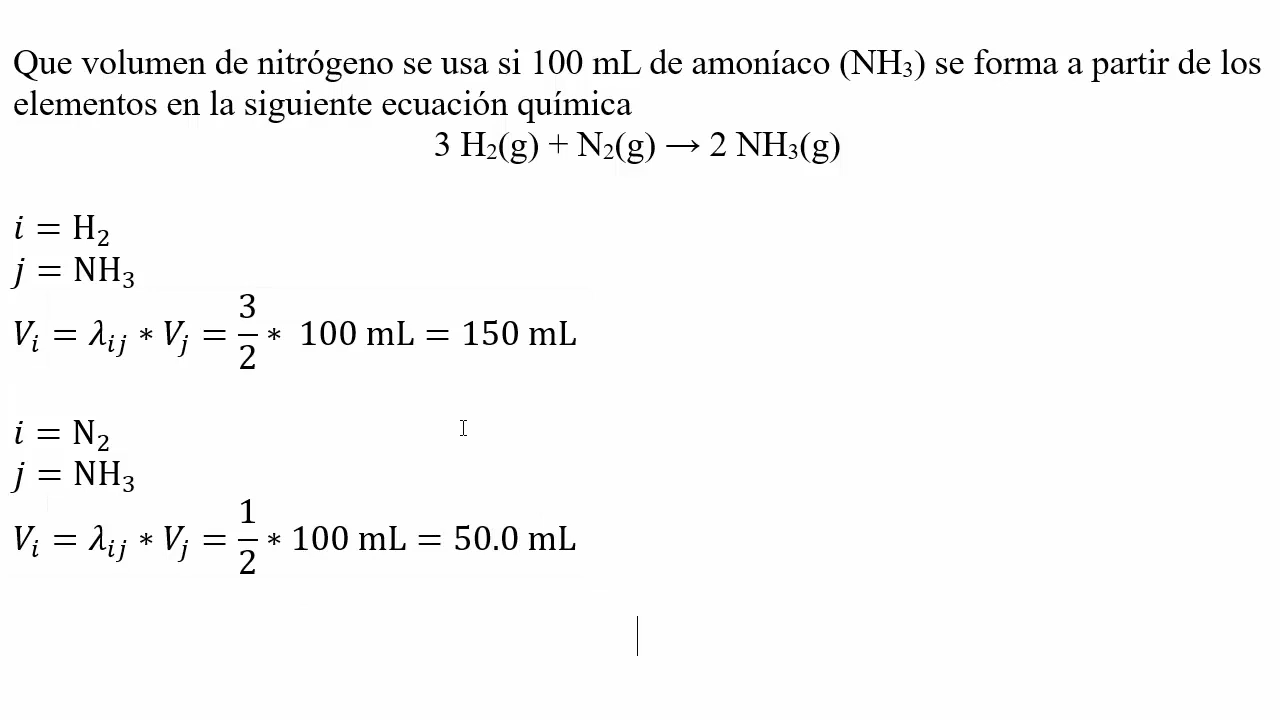 Que volumen de nitrógeno se usa si 100 mL de amoníaco (NH₃) se forma a partir de los
elementos en la siguiente ecuación química
3 H₂(g) + N₂(g) → 2 NH₃(g)
𝑖 = H₂
𝑗 = NH₃
𝑉ᵢ = 𝜆ᵢⱼ * 𝑉ⱼ = 3/2 * 100 mL = 150 mL
𝑖 = N₂
𝑗 = NH₃
𝑉ᵢ = 𝜆ᵢⱼ * 𝑉ⱼ = 1/2 * 100 mL = 50.0 mL